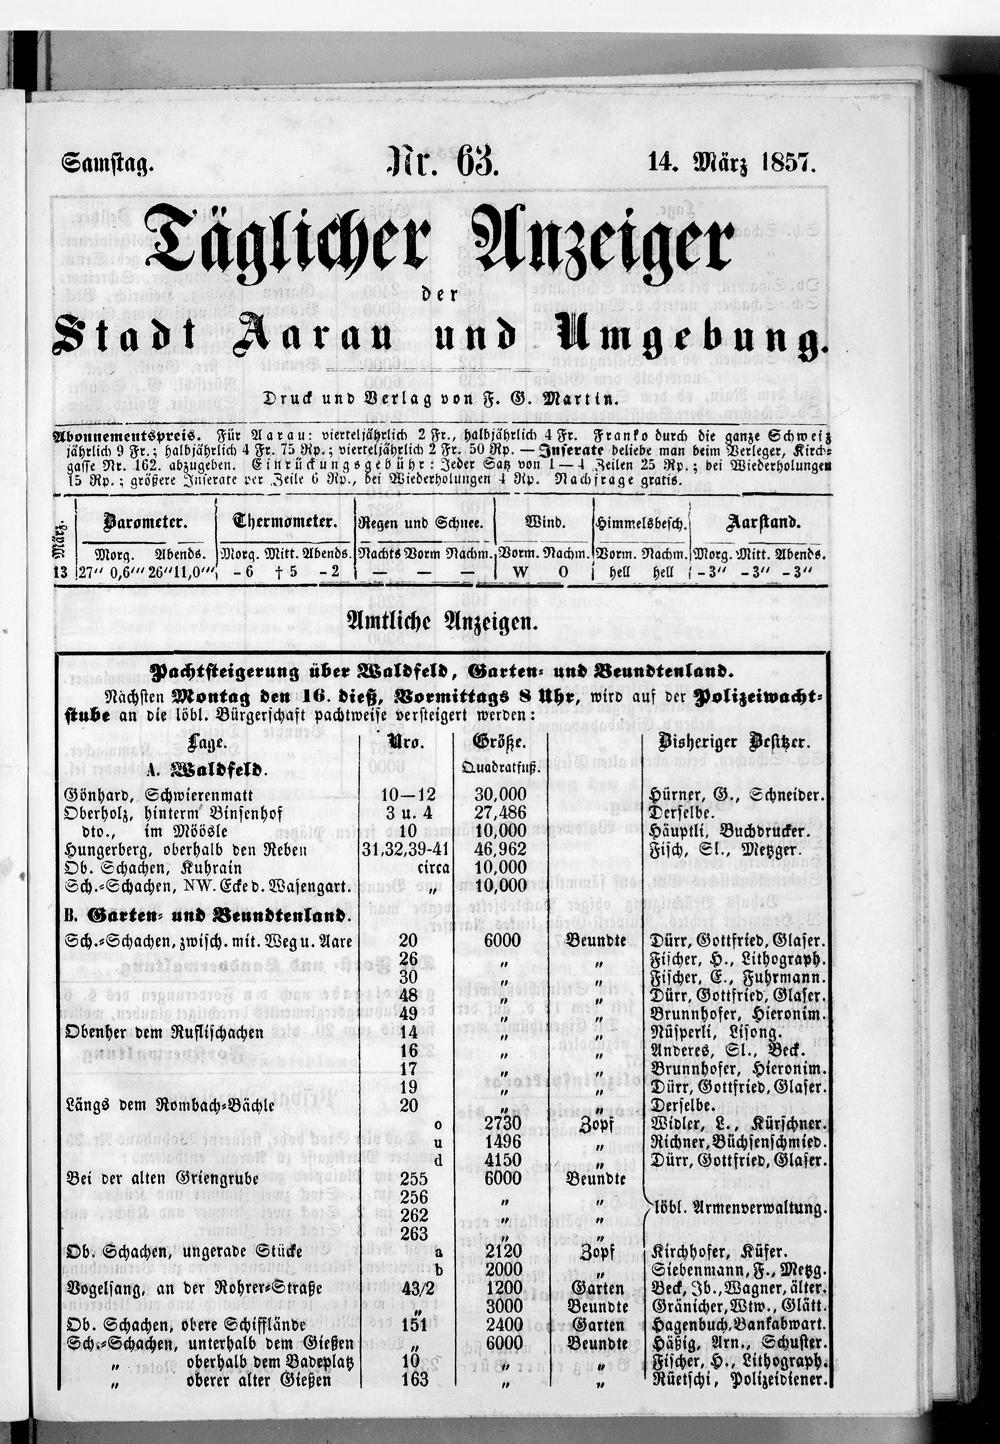 Samstag. Nr. 63. 14. März 1857.
Täglicher Anzeiger
der
Stadt Aarau und Umgebung.
Druck und Verlag von F. G. Martin.
Abonnementspreis. Für Aarau: vierteljährlich 2 Fr., halbjährlich 4 Fr. Franko durch die ganze Schweiz
jährlich 9 Fr.; halbjährlich 4 Fr. 75 Rp.; vierteljährlich 2 Fr. 50 Rp. — Inserate beliebe man beim Verleger, Kirch-
gasse Nr. 162. abzugeben. Einrückungsgebühr: Jeder Satz von 1—4 Zeilen 25 Rp.; bei Wiederholungen
15 Rp.; größere Inserate per Zeile 6 Rp., bei Wiederholungen 4 Rp. Nachfrage gratis.
März. Barometer. Thermometer. Regen und Schnee. Wind. Himmelsbesch. Aarstand.
Morg. Abends. Morg. Mitt. Abends. Nachts Vorm Nachm. Vorm. Nachm. Vorm. Nachm. Morg. Mitt. Abends.
13 27" 0,6"' 26"11,0"' -6 †5 -2 — — — W O hell hell -3" -3" -3"
Amtliche Anzeigen.
Pachtsteigerung über Waldfeld, Garten- und Beundtenland.
Nächsten Montag den 16. dieß, Vormittags 8 Uhr, wird auf der Polizeiwacht-
stube an die löbl. Bürgerschaft pachtweise versteigert werden:
Lage. Nro. Größe. Bisheriger Besitzer.
A. Waldfeld. Quadratfuß.
Gönhard, Schwierenmatt 10—12 30,000 Hürner, G., Schneider.
Oberholz, hinterm Binsenhof 3 u. 4 27,486 Derselbe.
dto., im Möösle 10 10,000 Häuptli, Buchdrucker.
Hungerberg, oberhalb den Reben 31,32,39-41 46,962 Fisch, Sl., Metzger.
Ob. Schachen, Kuhrain circa 10,000
Sch.-Schachen, NW. Ecke d. Wasengart. „ 10,000
B. Garten- und Beundtenland.
Sch.-Schachen, zwisch. mit. Weg u. Aare 20 6000 Beundte Dürr, Gottfried, Glaser.
26 „ „ Fischer, H., Lithograph.
30 „ „ Fischer, E., Fuhrmann.
48 „ „ Dürr, Gottfried, Glaser.
49 „ „ Brunnhofer, Hieronim.
Obenher dem Ruflischachen 14 „ „ Nüsperli, Lisong.
16 „ „ Anderes, Sl., Beck.
17 „ „ Brunnhofer, Hieronim.
19 „ „ Dürr, Gottfried, Glaser.
Längs dem Rombach-Bächle 20 „ „ Derselbe.
o 2730 Zopf Widler, L., Kürschner.
u 1496 „ Richner, Büchsenschmied.
d 4150 „ Dürr, Gottfried, Glaser.
Bei der alten Griengrube 255 6000 Beundte
256 „ „ löbl. Armenverwaltung.
262 „ „
263 „ „
Ob. Schachen, ungerade Stücke a 2120 Zopf Kirchhofer, Küfer.
b 2000 „ Siebenmann, F., Metzg.
Vogelsang, an der Rohrer-Straße 43/2 1200 Garten Beck, Jb., Wagner, älter.
„ 3000 Beundte Gränicher, Wtw., Glätt.
Ob. Schachen, obere Schifflände 151 2400 Garten Hagenbuch, Bankabwart.
Sch.-Schachen, unterhalb dem Gießen „ 6000 Beundte Häßig, Arn., Schuster.
„ oberhalb dem Badeplatz 10 „ „ Fischer, H., Lithograph.
„ oberer alter Gießen 163 „ „ Rüetschi, Polizeidiener.